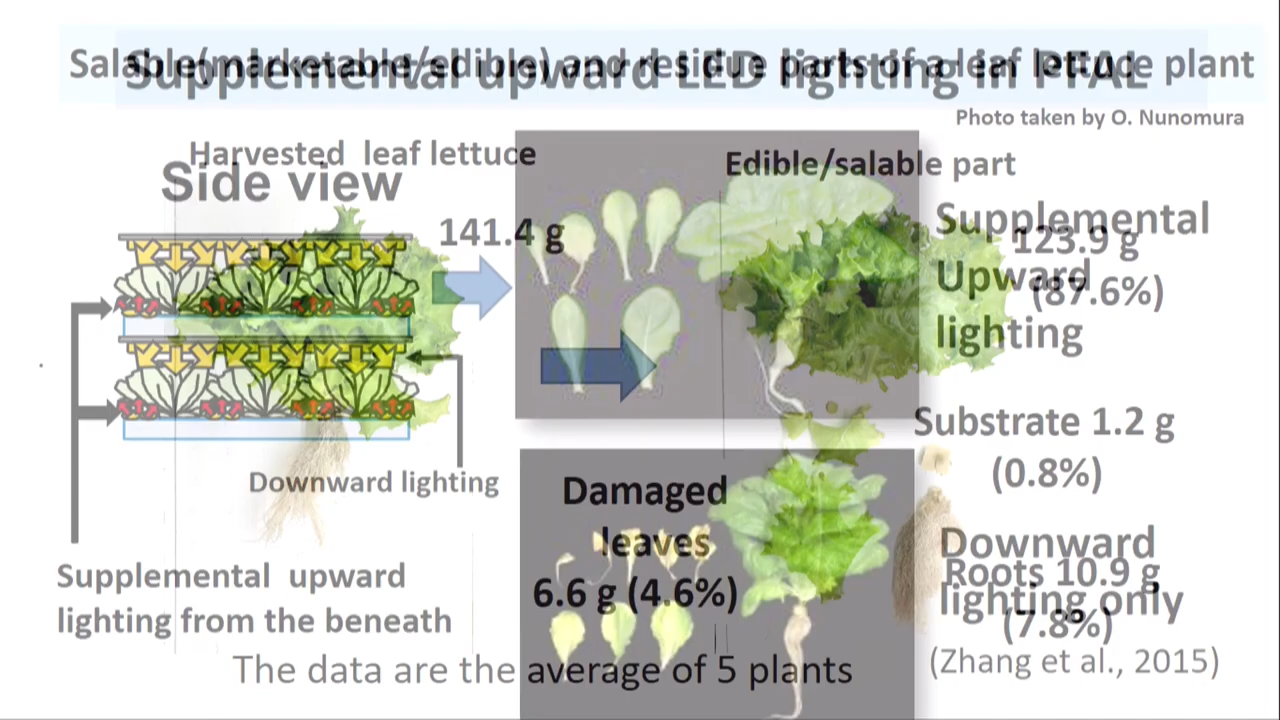 Salable(marketable/edible) and residue parts of a leaf lettuce plant
Supplemental upward LED lighting in PFAL
Photo taken by O. Nunomura
Harvested leaf lettuce
Side view
141.4 g
Edible/salable part
123.9 g
(87.6%)
Supplemental
Upward
lighting
Substrate 1.2 g
(0.8%)
Downward lighting
Damaged
leaves
6.6 g (4.6%)
Downward
lighting only
Roots 10.9 g
(7.8%)
Supplemental upward
lighting from the beneath
The data are the average of 5 plants
(Zhang et al., 2015)